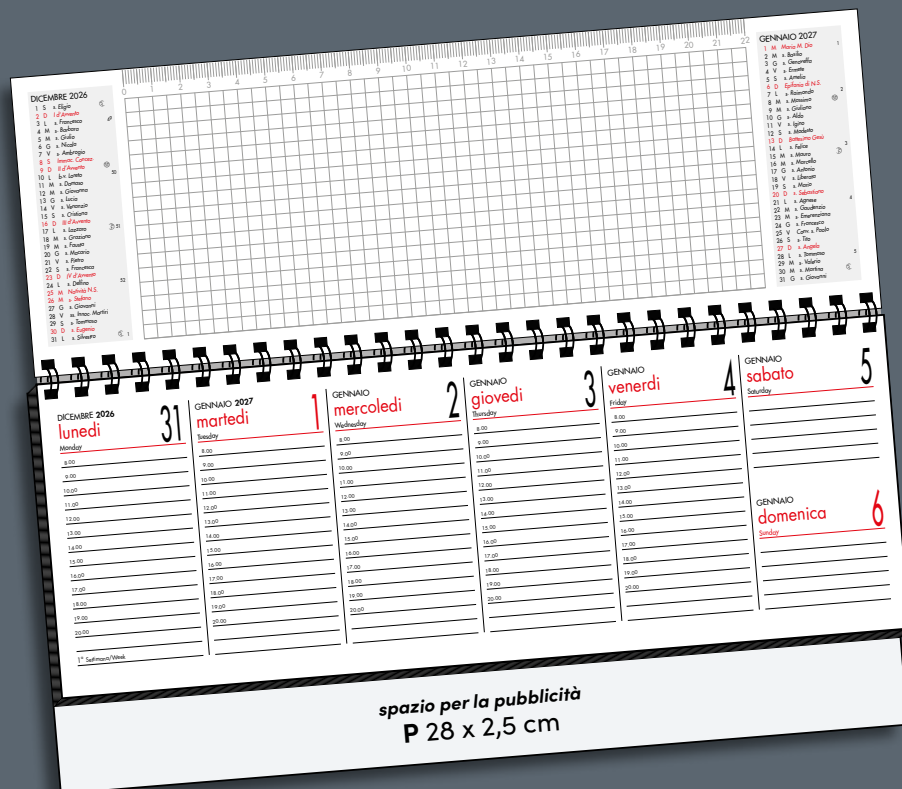 0 1 2 3 4 5 6 7 8 9 10 11 12 13 14 15 16 17 18 19 20 21 22
DICEMBRE 2026
1 S s. Eligio
2 D I d'Avvento
3 L s. Francesco
4 M s. Barbara
5 M s. Giulio
6 G s. Nicola
7 V s. Ambrogio
8 S Immac. Concez.
9 D II d'Avvento
10 L b.v. Loreto 50
11 M s. Damaso
12 M s. Giovanna
13 G s. Lucia
14 V s. Venanzio
15 S s. Cristiana
16 D III d'Avvento
17 L s. Lazzaro 51
18 M s. Graziano
19 M s. Fausto
20 G s. Macario
21 V s. Pietro
22 S s. Francesca
23 D IV d'Avvento
24 L s. Delfino 52
25 M Natività N.S.
26 M s. Stefano
27 G s. Giovanni
28 V ss. Innoc. Martiri
29 S s. Tommaso
30 D s. Eugenio
31 L s. Silvestro 1
GENNAIO 2027
1 M Maria M. Dio 1
2 M s. Basilio
3 G s. Genoveffa
4 V s. Ermete
5 S s. Amelia
6 D Epifania di N.S.
7 L s. Raimondo 2
8 M s. Massimo
9 M s. Giuliano
10 G s. Aldo
11 V s. Igino
12 S s. Modesto
13 D Battesimo Gesù
14 L s. Felice 3
15 M s. Mauro
16 M s. Marcello
17 G s. Antonio
18 V s. Liberata
19 S s. Mario
20 D s. Sebastiano
21 L s. Agnese 4
22 M s. Gaudenzio
23 M s. Emerenziana
24 G s. Francesco
25 V Conv. s. Paolo
26 S s. Tito
27 D s. Angela
28 L s. Tommaso 5
29 M s. Valerio
30 M s. Martina
31 G s. Giovanni
DICEMBRE 2026
lunedì 31
Monday
8.00
9.00
10.00
11.00
12.00
13.00
14.00
15.00
16.00
17.00
18.00
19.00
20.00
1ª Settimana/Week
GENNAIO 2027
martedì 1
Tuesday
8.00
9.00
10.00
11.00
12.00
13.00
14.00
15.00
16.00
17.00
18.00
19.00
20.00
GENNAIO
mercoledì 2
Wednesday
8.00
9.00
10.00
11.00
12.00
13.00
14.00
15.00
16.00
17.00
18.00
19.00
20.00
GENNAIO
giovedì 3
Thursday
8.00
9.00
10.00
11.00
12.00
13.00
14.00
15.00
16.00
17.00
18.00
19.00
20.00
GENNAIO
venerdì 4
Friday
8.00
9.00
10.00
11.00
12.00
13.00
14.00
15.00
16.00
17.00
18.00
19.00
20.00
GENNAIO
sabato 5
Saturday
GENNAIO
domenica 6
Sunday
spazio per la pubblicità
P 28 x 2,5 cm